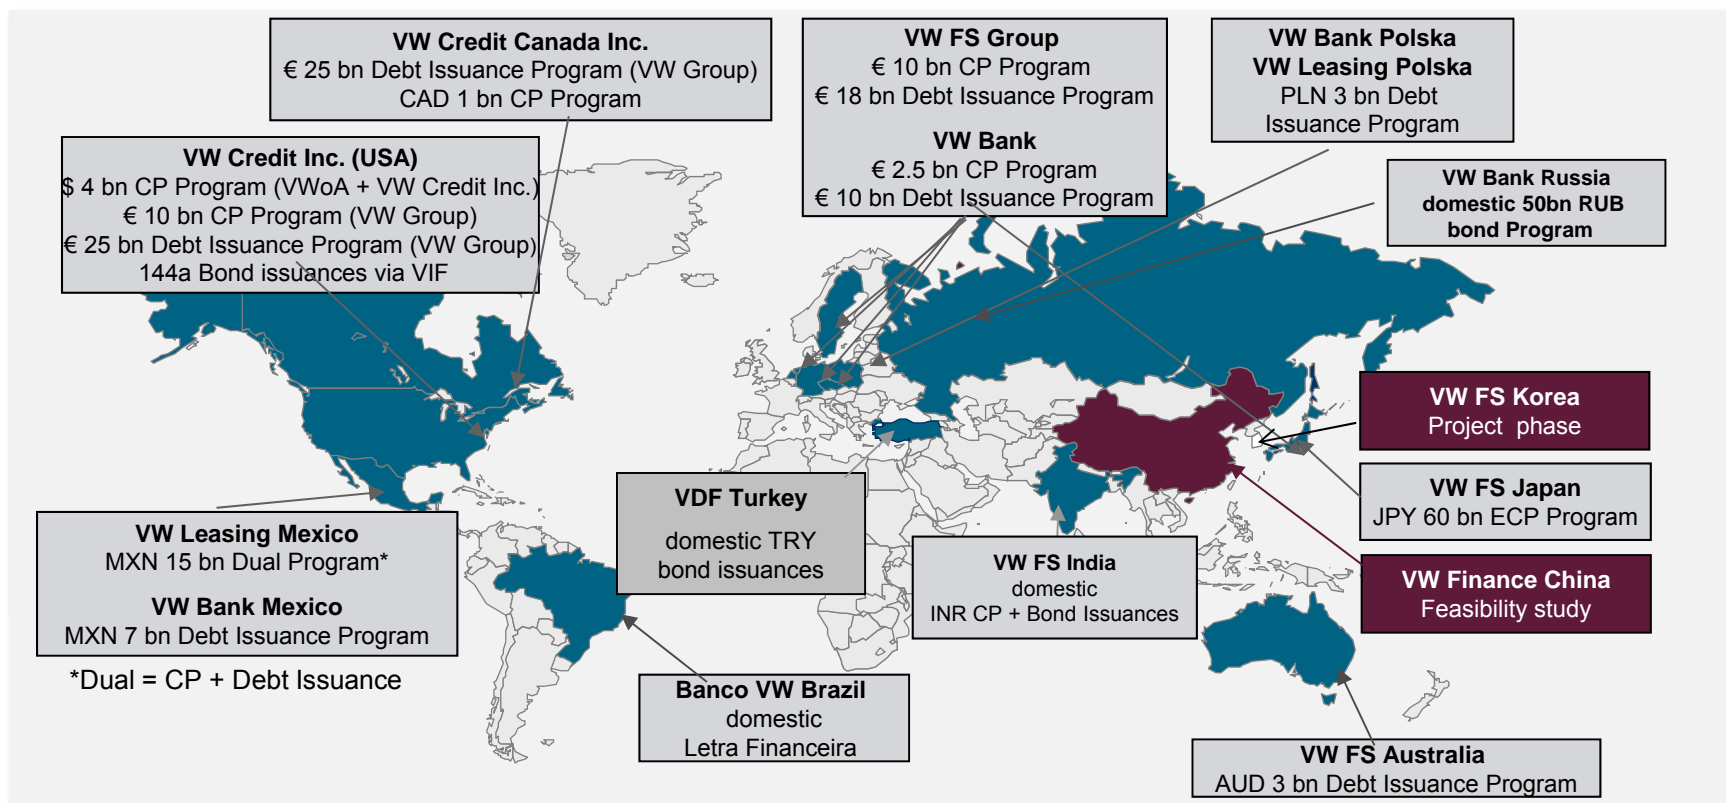 VW Credit Canada Inc.
€ 25 bn Debt Issuance Program (VW Group)
CAD 1 bn CP Program
VW FS Group
€ 10 bn CP Program
€ 18 bn Debt Issuance Program
VW Bank
€ 2.5 bn CP Program
€ 10 bn Debt Issuance Program
VW Bank Polska
VW Leasing Polska
PLN 3 bn Debt
Issuance Program
VW Credit Inc. (USA)
$ 4 bn CP Program (VWoA + VW Credit Inc.)
€ 10 bn CP Program (VW Group)
€ 25 bn Debt Issuance Program (VW Group)
144a Bond issuances via VIF
VW Bank Russia
domestic 50bn RUB
bond Program
VW FS Korea
Project phase
VW FS Japan
JPY 60 bn ECP Program
VDF Turkey
domestic TRY
bond issuances
VW Leasing Mexico
MXN 15 bn Dual Program*
VW Bank Mexico
MXN 7 bn Debt Issuance Program
*Dual = CP + Debt Issuance
VW FS India
domestic
INR CP + Bond Issuances
VW Finance China
Feasibility study
Banco VW Brazil
domestic
Letra Financeira
VW FS Australia
AUD 3 bn Debt Issuance Program